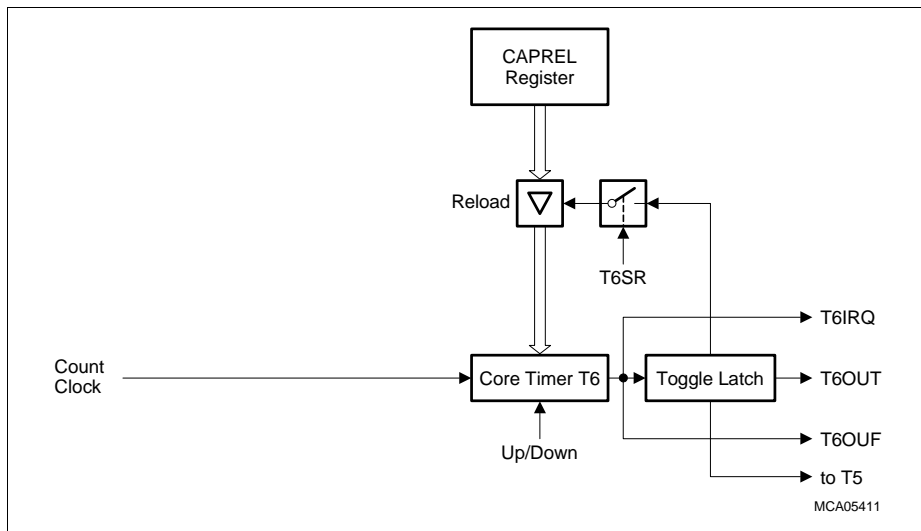 CAPREL
Register
Reload
T6SR
T6IRQ
Count
Clock
Core Timer T6
Toggle Latch
T6OUT
Up/Down
T6OUF
to T5
MCA05411